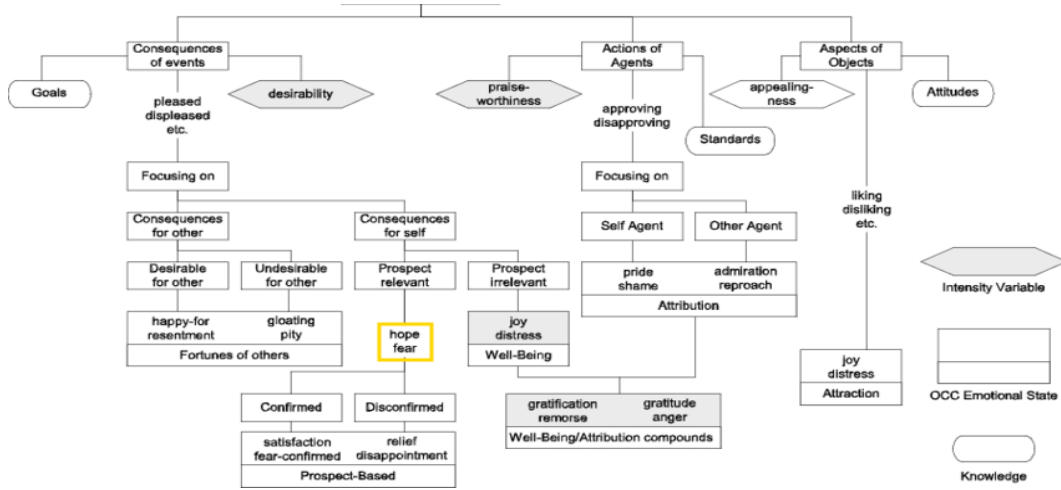 Consequences
of events
Actions of
Agents
Aspects of
Objects
Goals
desirability
praise-
worthiness
appealing-
ness
Attitudes
pleased
displeased
etc.
approving
disapproving
Standards
Focusing on
Focusing on
liking
disliking
etc.
Consequences
for other
Consequences
for self
Self Agent
Other Agent
Desirable
for other
Undesirable
for other
Prospect
relevant
Prospect
irrelevant
pride
shame
admiration
reproach
Attribution
Intensity Variable
happy-for
resentment
gloating
pity
Fortunes of others
hope
fear
joy
distress
Well-Being
joy
distress
Attraction
OCC Emotional State
Confirmed
Disconfirmed
gratification
remorse
gratitude
anger
Well-Being/Attribution compounds
satisfaction
fear-confirmed
relief
disappointment
Prospect-Based
Knowledge